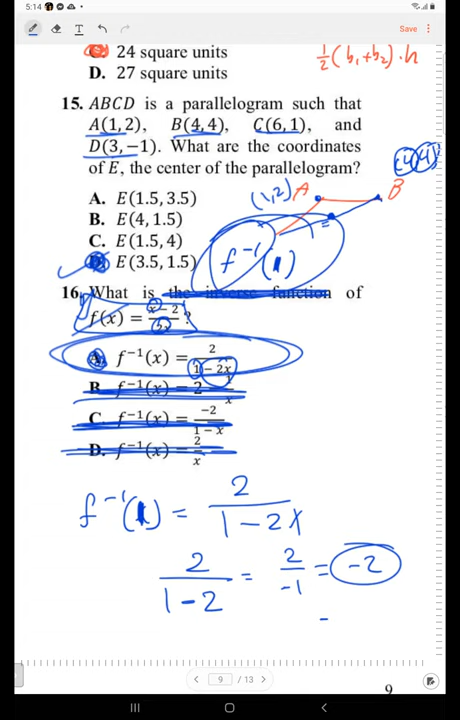 5:14
Save
C. 24 square units
D. 27 square units
½(b₁+b₂)·h
15. ABCD is a parallelogram such that
A(1,2), B(4,4), C(6,1), and
D(3,−1). What are the coordinates
of E, the center of the parallelogram?
(4,4)
(1,2) A B
A. E(1.5,3.5)
B. E(4,1.5)
C. E(1.5,4)
D. E(3.5,1.5)
f⁻¹(1)
16. What is the inverse function of
f(x) = x−2/2x?
A. f⁻¹(x) = 2/1−2x
B. f⁻¹(x) = 2 − 1/x
C. f⁻¹(x) = −2/1−x
D. f⁻¹(x) = 2/x
f⁻¹(1) = 2/1−2x
2/1−2 = 2/−1 = −2
=
9 / 13
9